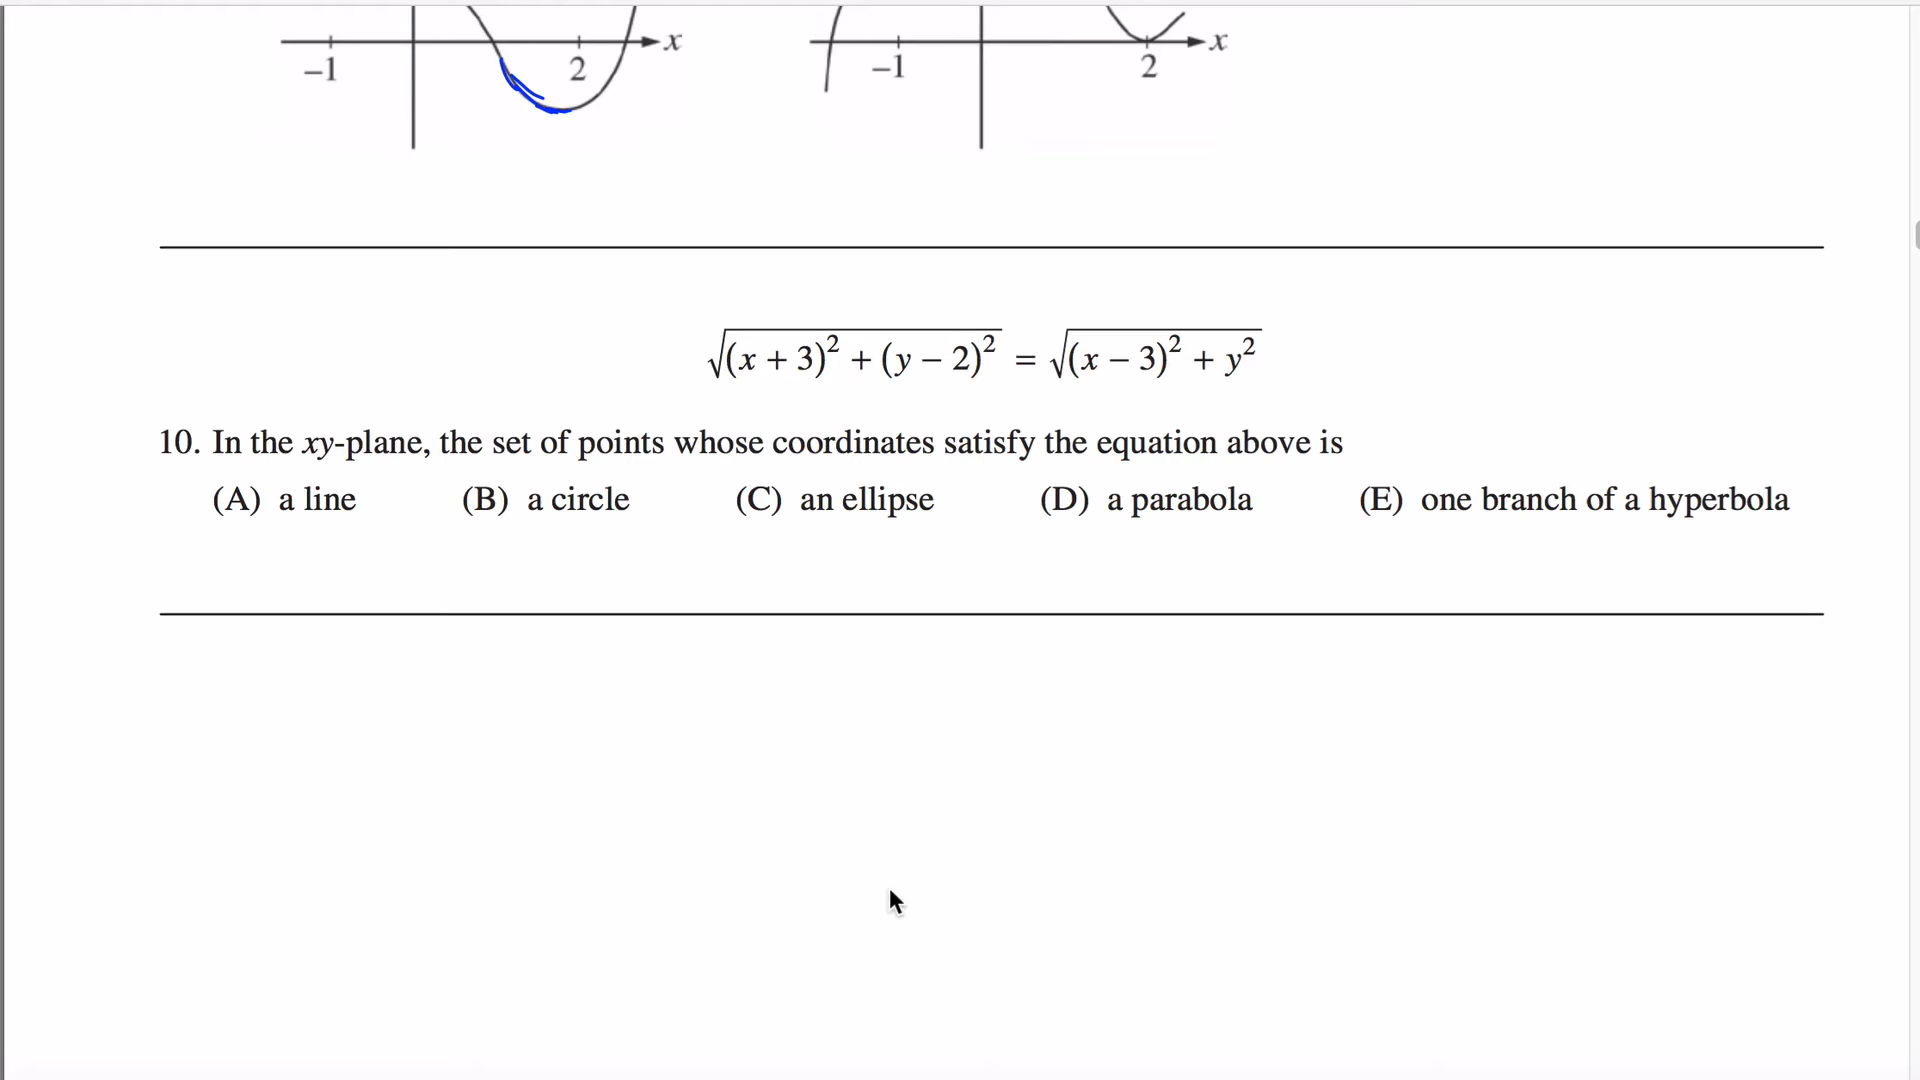 −1 2 x −1 2 x
√(x + 3)² + (y − 2)² = √(x − 3)² + y²
10. In the xy-plane, the set of points whose coordinates satisfy the equation above is
(A) a line (B) a circle (C) an ellipse (D) a parabola (E) one branch of a hyperbola